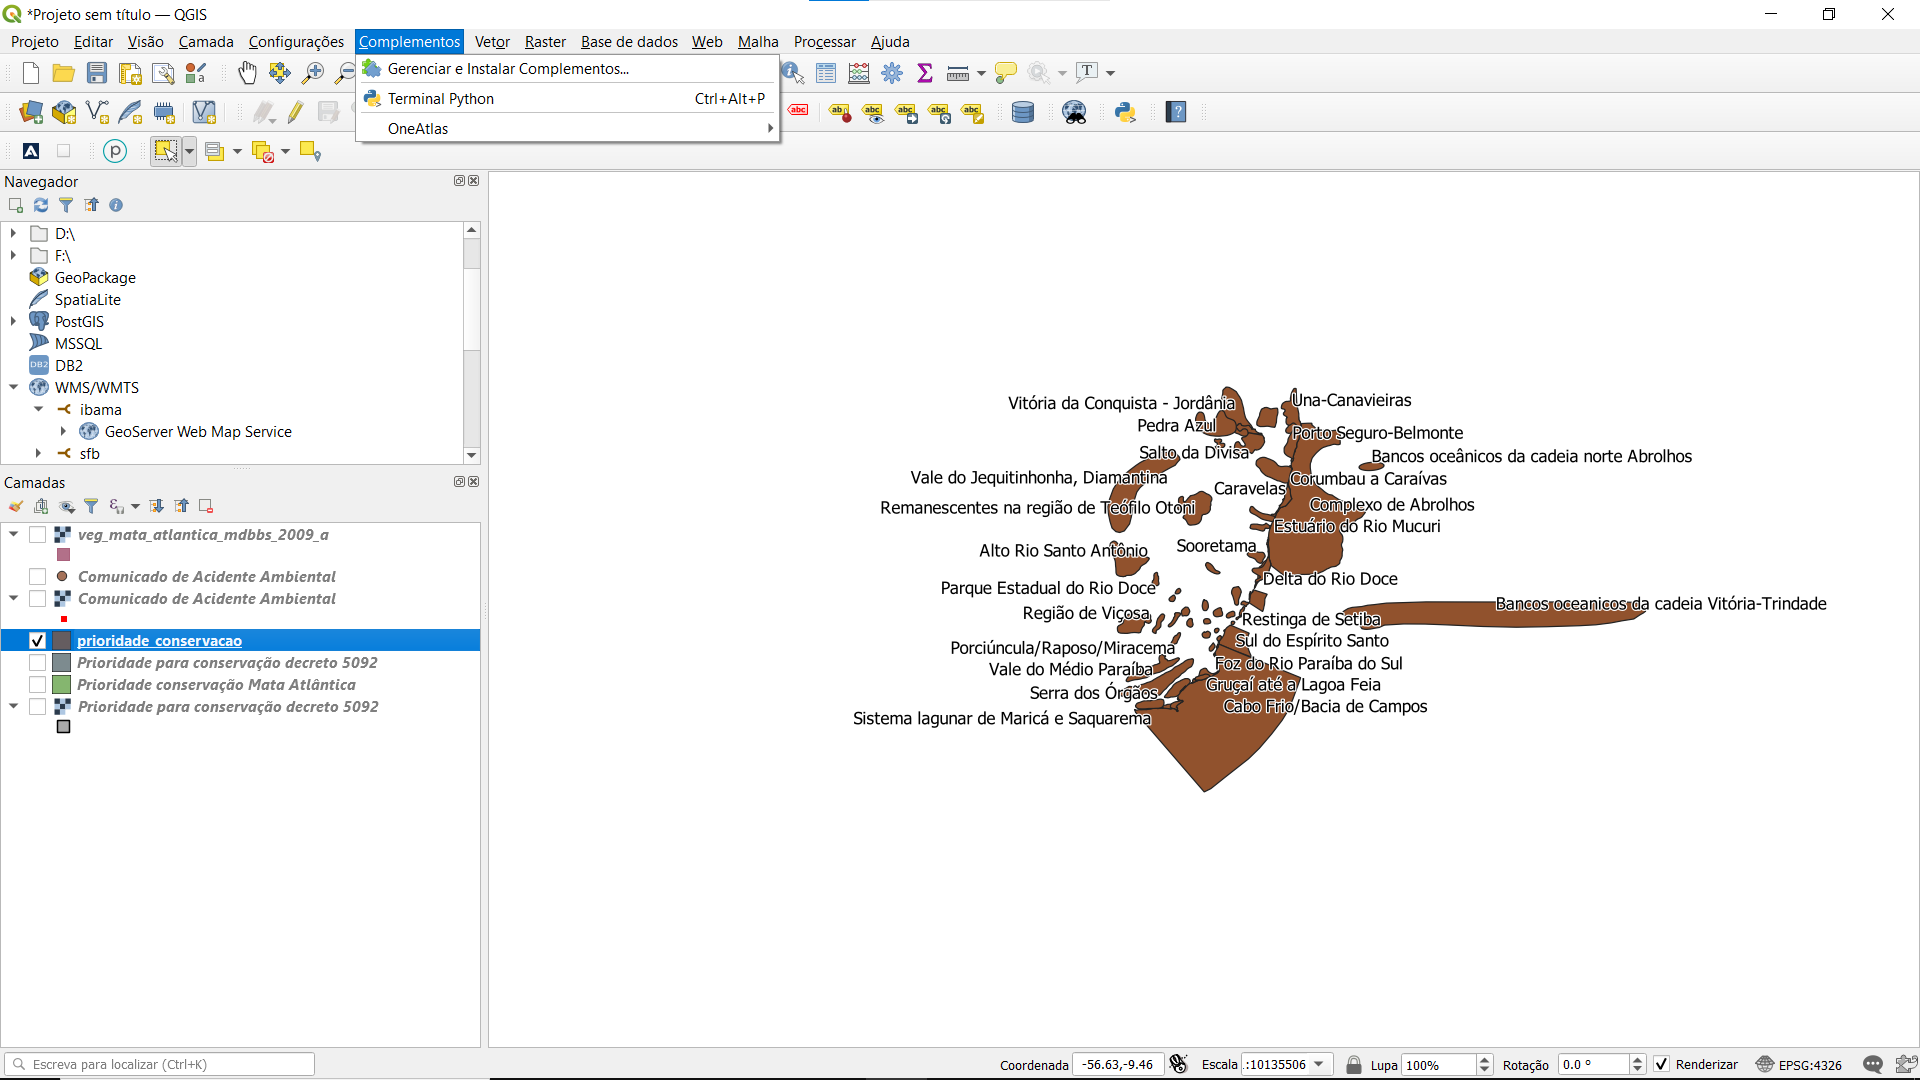 *Projeto sem título — QGIS
Projeto Editar Visão Camada Configurações Complementos Vetor Raster Base de dados Web Malha Processar Ajuda
Gerenciar e Instalar Complementos...
Terminal Python Ctrl+Alt+P
OneAtlas
Navegador
D:\
F:\
GeoPackage
SpatiaLite
PostGIS
MSSQL
DB2
WMS/WMTS
ibama
GeoServer Web Map Service
sfb
Camadas
veg_mata_atlantica_mdbbs_2009_a
Comunicado de Acidente Ambiental
Comunicado de Acidente Ambiental
prioridade_conservacao
Prioridade para conservação decreto 5092
Prioridade conservação Mata Atlântica
Prioridade para conservação decreto 5092
Vitória da Conquista - Jordânia
Una-Canavieiras
Pedra Azul
Porto Seguro-Belmonte
Salto da Divisa
Bancos oceânicos da cadeia norte Abrolhos
Vale do Jequitinhonha, Diamantina
Corumbau a Caraívas
Caravelas
Remanescentes na região de Teófilo Otoni
Complexo de Abrolhos
Estuário do Rio Mucuri
Alto Rio Santo Antônio
Sooretama
Parque Estadual do Rio Doce
Delta do Rio Doce
Bancos oceanicos da cadeia Vitória-Trindade
Região de Viçosa
Restinga de Setiba
Sul do Espírito Santo
Porciúncula/Raposo/Miracema
Vale do Médio Paraíba
Foz do Rio Paraíba do Sul
Serra dos Órgãos
Gruçaí até a Lagoa Feia
Cabo Frio/Bacia de Campos
Sistema lagunar de Maricá e Saquarema
Escreva para localizar (Ctrl+K)
Coordenada -56.63,-9.46 Escala :10135506 Lupa 100% Rotação 0.0 ° Renderizar EPSG:4326